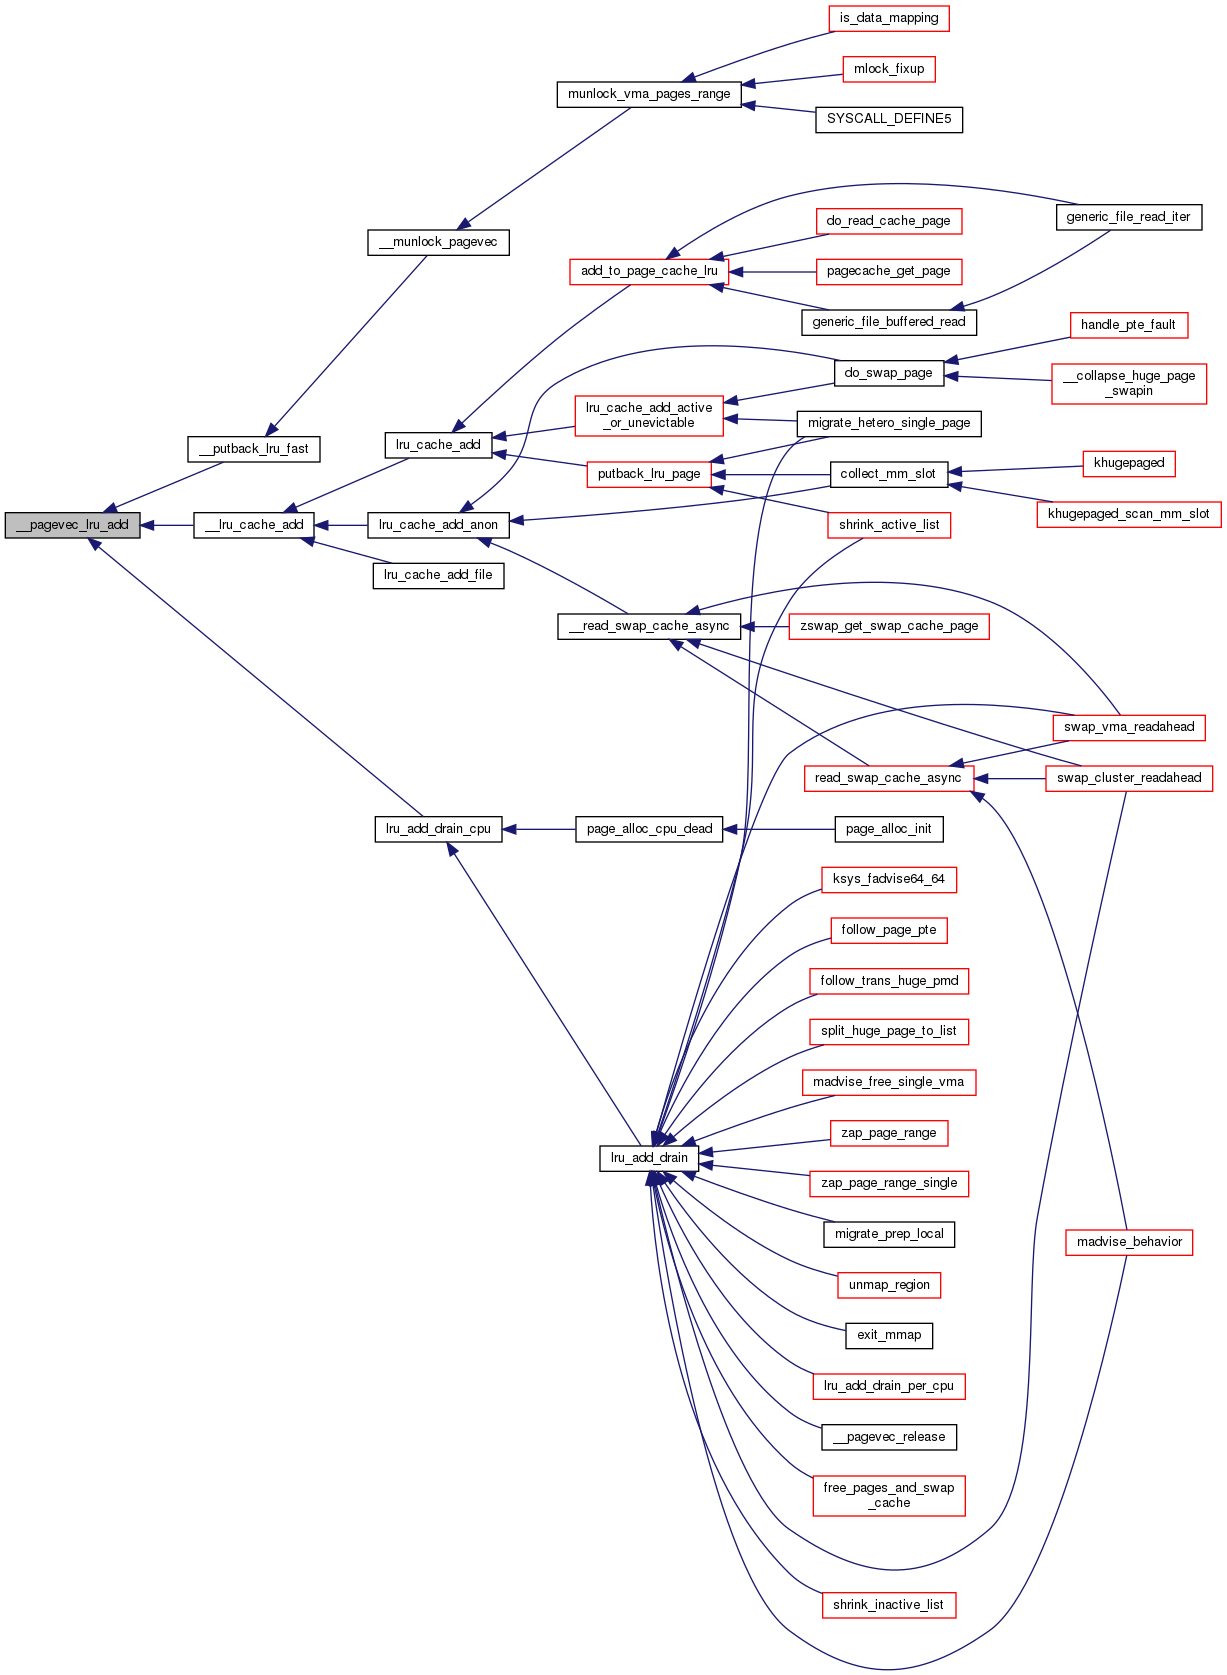 is_data_mapping
mlock_fixup
munlock_vma_pages_range
SYSCALL_DEFINE5
generic_file_read_iter
do_read_cache_page
__munlock_pagevec
add_to_page_cache_lru
pagecache_get_page
generic_file_buffered_read
handle_pte_fault
do_swap_page
__collapse_huge_page
_swapin
lru_cache_add_active
_or_unevictable
migrate_hetero_single_page
__putback_lru_fast
lru_cache_add
khugepaged
putback_lru_page
collect_mm_slot
khugepaged_scan_mm_slot
__pagevec_lru_add
__lru_cache_add
lru_cache_add_anon
shrink_active_list
lru_cache_add_file
__read_swap_cache_async
zswap_get_swap_cache_page
swap_vma_readahead
read_swap_cache_async
swap_cluster_readahead
lru_add_drain_cpu
page_alloc_cpu_dead
page_alloc_init
ksys_fadvise64_64
follow_page_pte
follow_trans_huge_pmd
split_huge_page_to_list
madvise_free_single_vma
zap_page_range
lru_add_drain
zap_page_range_single
migrate_prep_local
madvise_behavior
unmap_region
exit_mmap
lru_add_drain_per_cpu
__pagevec_release
free_pages_and_swap
_cache
shrink_inactive_list